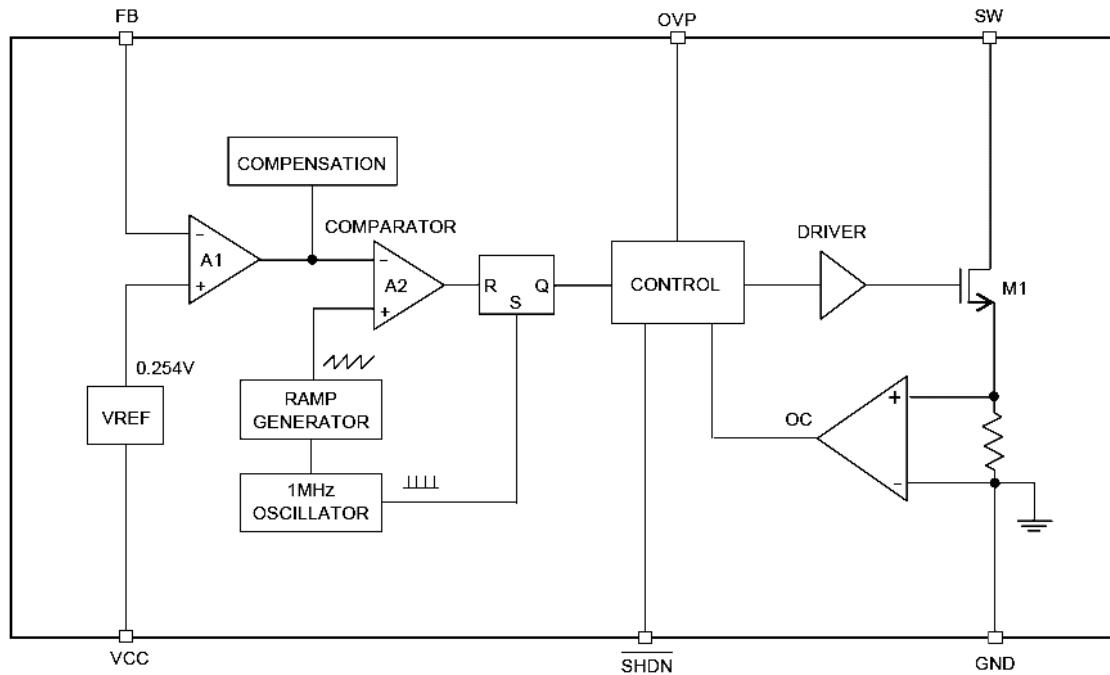 FB
OVP
SW
COMPENSATION
COMPARATOR
DRIVER
−
A1
+
−
A2
+
R
Q
S
CONTROL
M1
0.254V
VREF
RAMP
GENERATOR
1MHz
OSCILLATOR
OC
+
−
VCC
SHDN
GND